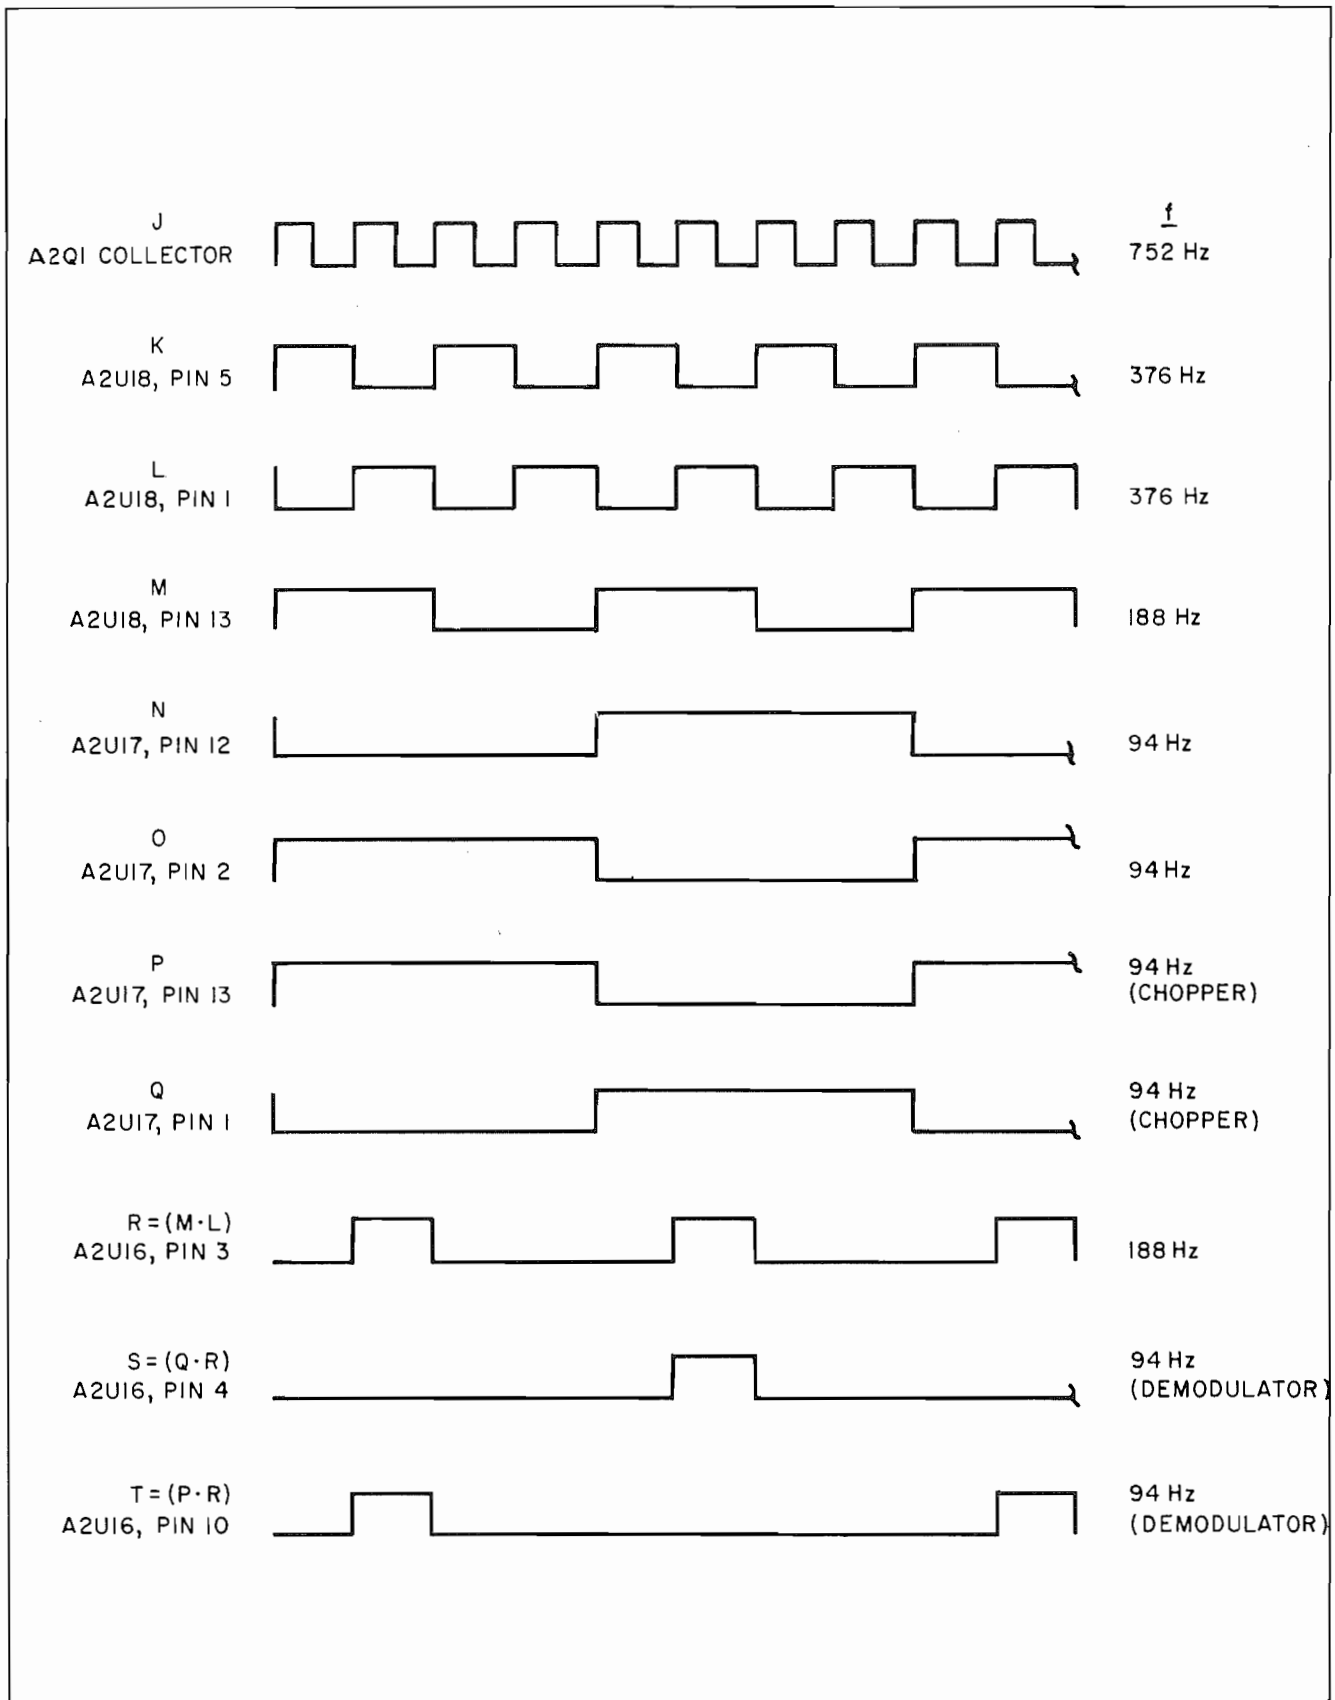 f
J
A2Q1 COLLECTOR
752 Hz
K
A2U18, PIN 5
376 Hz
L
A2U18, PIN 1
376 Hz
M
A2U18, PIN 13
188 Hz
N
A2U17, PIN 12
94 Hz
O
A2U17, PIN 2
94 Hz
P
A2U17, PIN 13
94 Hz
(CHOPPER)
Q
A2U17, PIN 1
94 Hz
(CHOPPER)
R=(M·L)
A2U16, PIN 3
188 Hz
S=(Q·R)
A2U16, PIN 4
94 Hz
(DEMODULATOR)
T=(P·R)
A2U16, PIN 10
94 Hz
(DEMODULATOR)